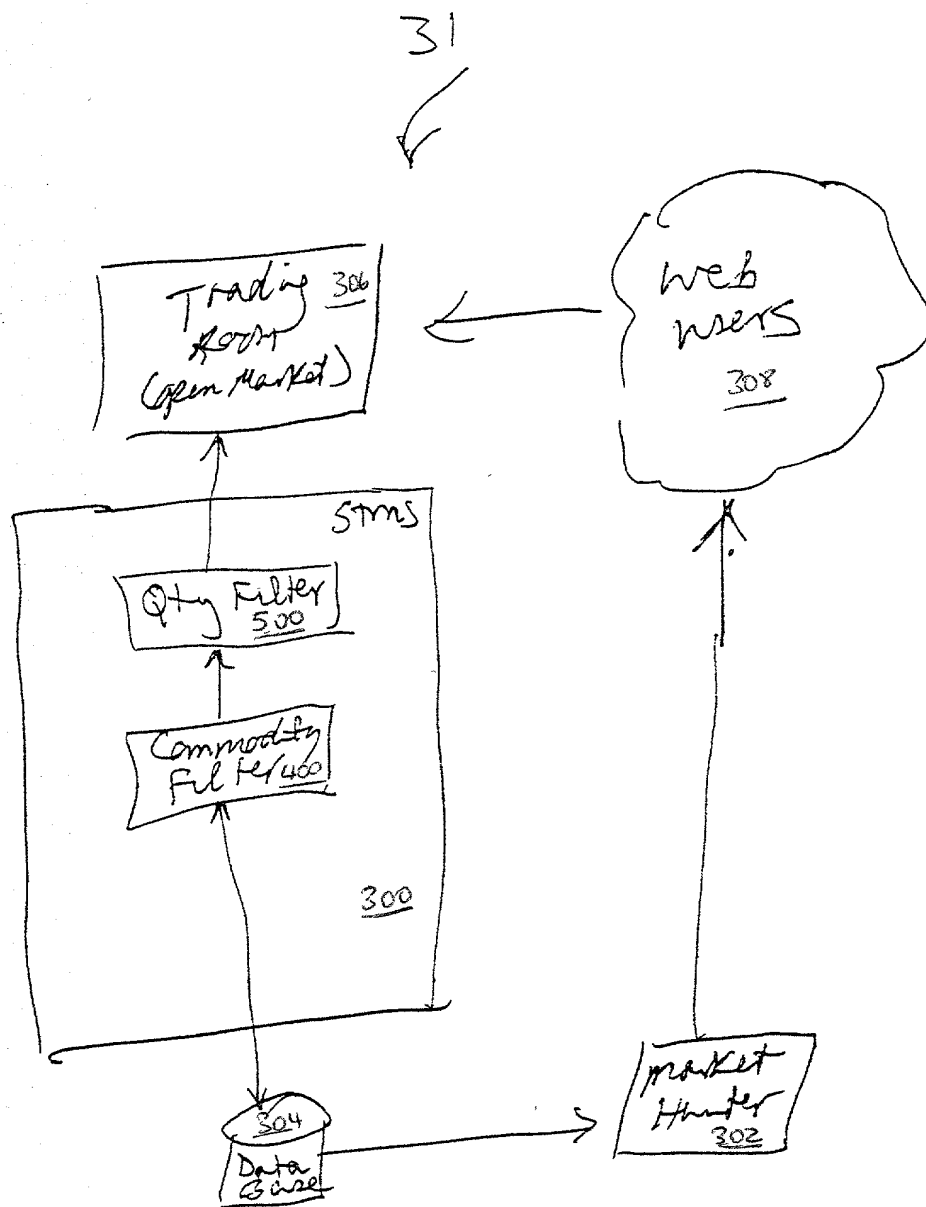 31
Trading 306
(open Market)
web
users
308
STMS
Qty Filter
500
Commodity
Filter 400
300
304
Data
Base
Market
Hunter
302